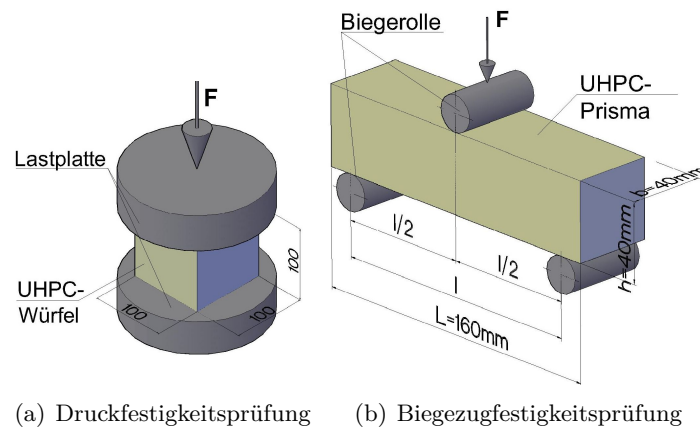 F
Lastplatte
UHPC-
Würfel
100
100
100
(a) Druckfestigkeitsprüfung
Biegerolle
F
UHPC-
Prisma
b=40mm
h=40mm
l/2
l/2
l
L=160mm
(b) Biegezugfestigkeitsprüfung